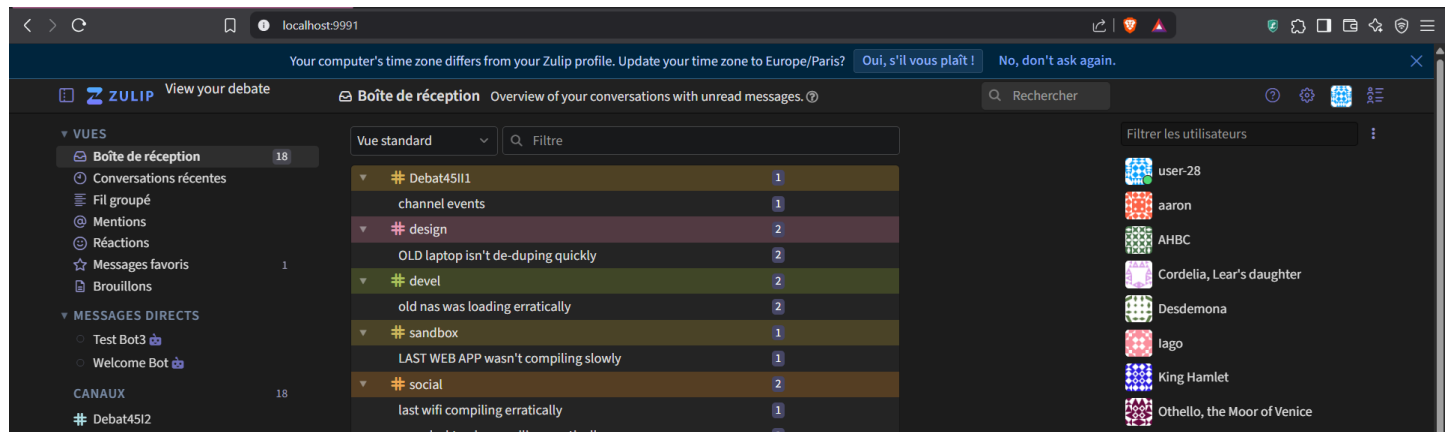 localhost:9991
Your computer's time zone differs from your Zulip profile. Update your time zone to Europe/Paris? Oui, s'il vous plaît ! No, don't ask again.
ZULIP View your debate
Boîte de réception Overview of your conversations with unread messages.
Rechercher
VUES
Boîte de réception 18
Conversations récentes
Fil groupé
Mentions
Réactions
Messages favoris 1
Brouillons
MESSAGES DIRECTS
Test Bot3
Welcome Bot
CANAUX 18
# Debat45I2
Vue standard
Filtre
# Debat45II1 1
channel events 1
# design 2
OLD laptop isn't de-duping quickly 2
# devel 2
old nas was loading erratically 2
# sandbox 1
LAST WEB APP wasn't compiling slowly 1
# social 2
last wifi compiling erratically 1
Filtrer les utilisateurs
user-28
aaron
AHBC
Cordelia, Lear's daughter
Desdemona
Iago
King Hamlet
Othello, the Moor of Venice